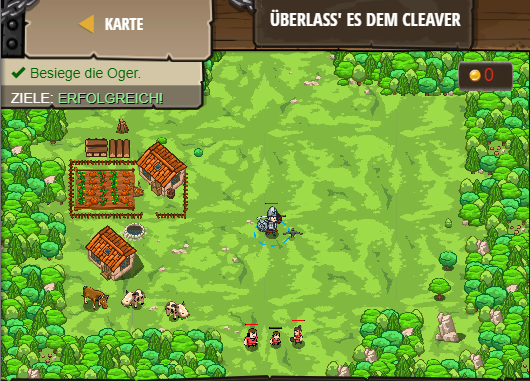 KARTE
ÜBERLASS' ES DEM CLEAVER
Besiege die Oger.
ZIELE: ERFOLGREICH!
0